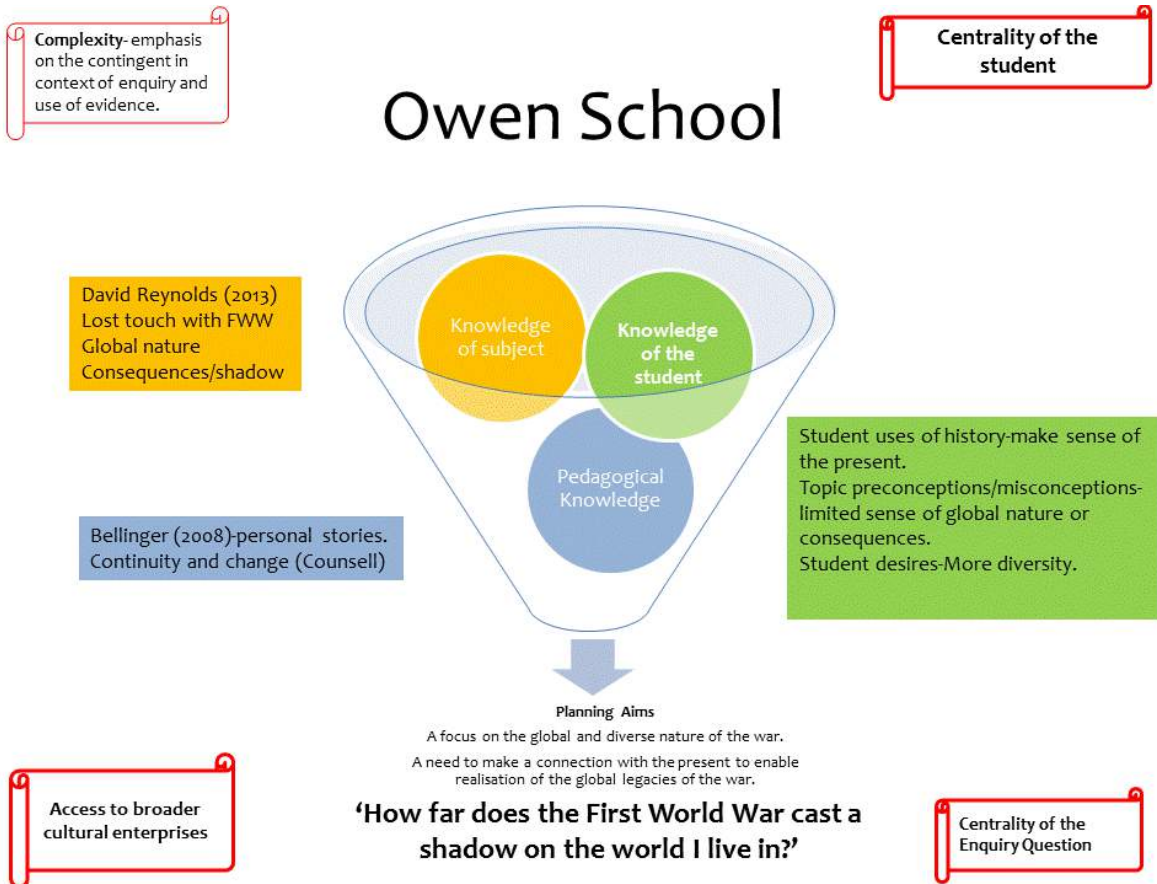 Complexity- emphasis
on the contingent in
context of enquiry and
use of evidence.
Centrality of the
student
Owen School
David Reynolds (2013)
Lost touch with FWW
Global nature
Consequences/shadow
Knowledge
of subject
Knowledge
of the
student
Pedagogical
Knowledge
Student uses of history-make sense of
the present.
Topic preconceptions/misconceptions-
limited sense of global nature or
consequences.
Student desires-More diversity.
Bellinger (2008)-personal stories.
Continuity and change (Counsell)
Planning Aims
A focus on the global and diverse nature of the war.
A need to make a connection with the present to enable
realisation of the global legacies of the war.
‘How far does the First World War cast a
shadow on the world I live in?’
Access to broader
cultural enterprises
Centrality of the
Enquiry Question